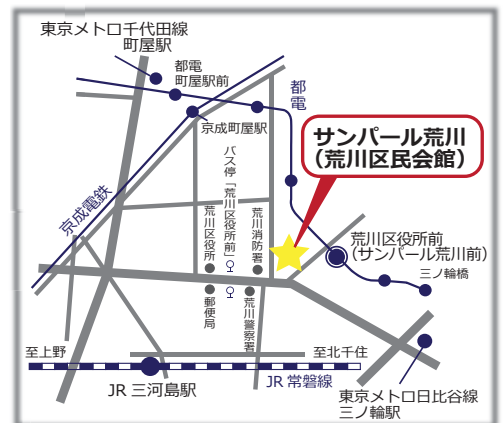 東京メトロ千代田線
町屋駅
都電
町屋駅前
都電
京成町屋駅
サンパール荒川
(荒川区民会館)
京成電鉄
バス停「荒川区役所前」
荒川区役所
荒川消防署
荒川区役所前
(サンパール荒川前)
三ノ輪橋
郵便局
荒川警察署
至上野
至北千住
JR 三河島駅
JR 常磐線
東京メトロ日比谷線
三ノ輪駅